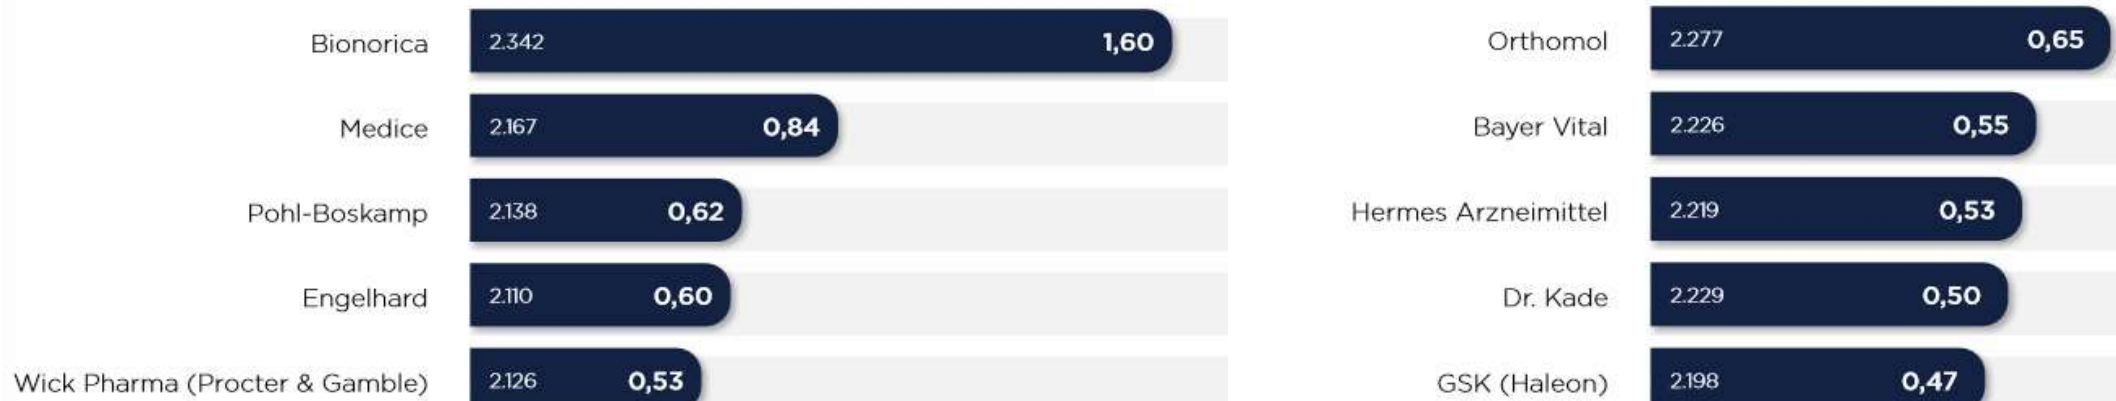 Bionorica 2.342 1,60
Medice 2.167 0,84
Pohl-Boskamp 2.138 0,62
Engelhard 2.110 0,60
Wick Pharma (Procter & Gamble) 2.126 0,53
Orthomol 2.277 0,65
Bayer Vital 2.226 0,55
Hermes Arzneimittel 2.219 0,53
Dr. Kade 2.229 0,50
GSK (Haleon) 2.198 0,47